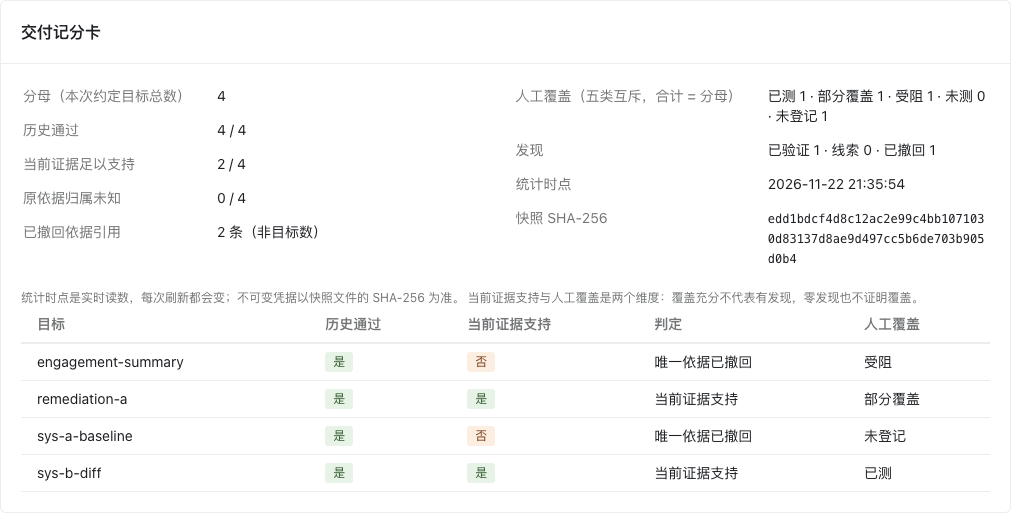 交付记分卡
分母（本次约定目标总数） 4
历史通过 4 / 4
当前证据足以支持 2 / 4
原依据归属未知 0 / 4
已撤回依据引用 2 条（非目标数）
人工覆盖（五类互斥，合计 = 分母） 已测 1 · 部分覆盖 1 · 受阻 1 · 未测 0
· 未登记 1
发现 已验证 1 · 线索 0 · 已撤回 1
统计时点 2026-11-22 21:35:54
快照 SHA-256 edd1bdcf4d8c12ac2e99c4bb107103
0d83137d8ae9d497cc5b6de703b905
d0b4
统计时点是实时读数，每次刷新都会变；不可变凭据以快照文件的 SHA-256 为准。 当前证据支持与人工覆盖是两个维度：覆盖充分不代表有发现，零发现也不证明覆盖。
目标 历史通过 当前证据支持 判定 人工覆盖
engagement-summary 是 否 唯一依据已撤回 受阻
remediation-a 是 是 当前证据支持 部分覆盖
sys-a-baseline 是 否 唯一依据已撤回 未登记
sys-b-diff 是 是 当前证据支持 已测